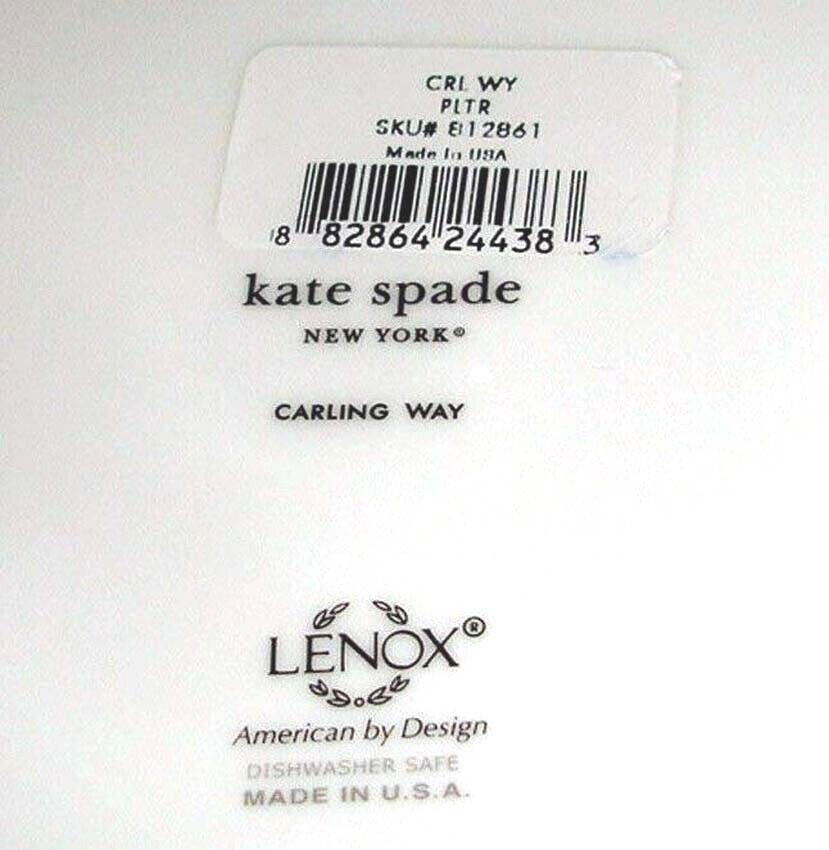 CRL WY
PLTR
SKU# 812861
Made In USA
8 82864 24438 3
kate spade
NEW YORK®
CARLING WAY
LENOX®
American by Design
DISHWASHER SAFE
MADE IN U.S.A.